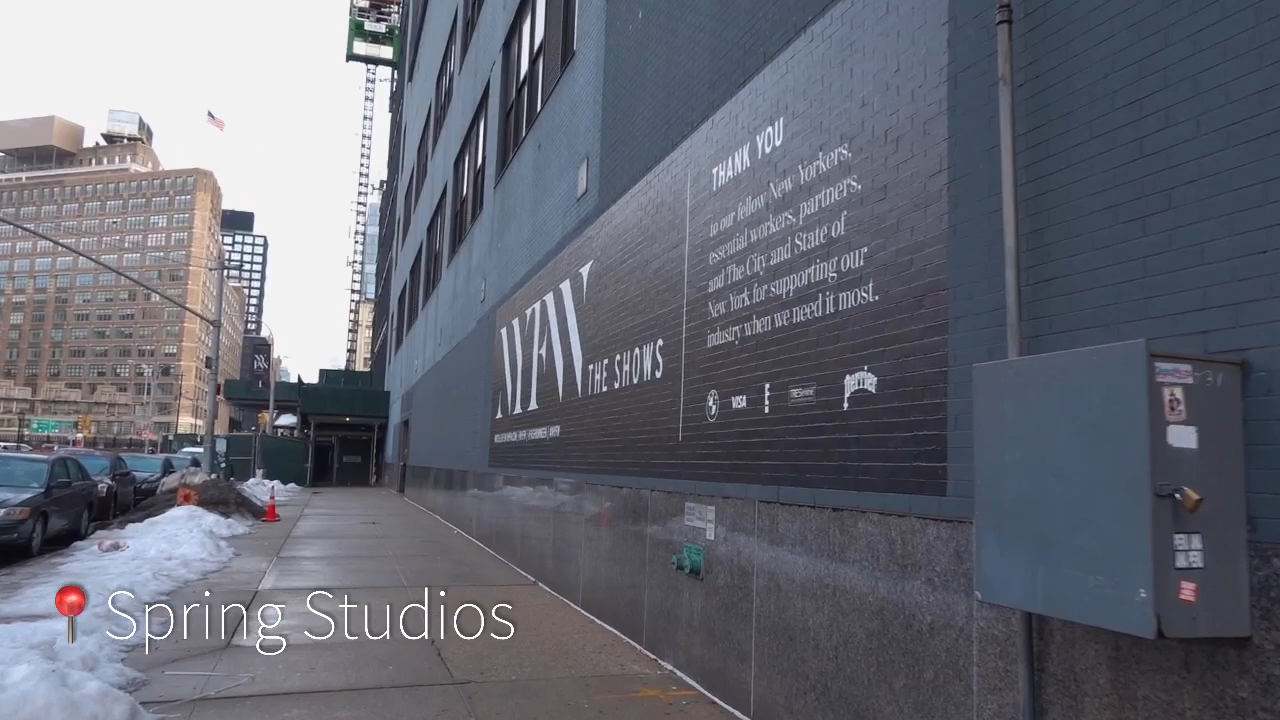 THANK YOU
to our fellow New Yorkers,
essential workers, partners,
and The City and State of
New York for supporting our
industry when we need it most.
NYFW
THE SHOWS
VISA
E
perrier
Spring Studios